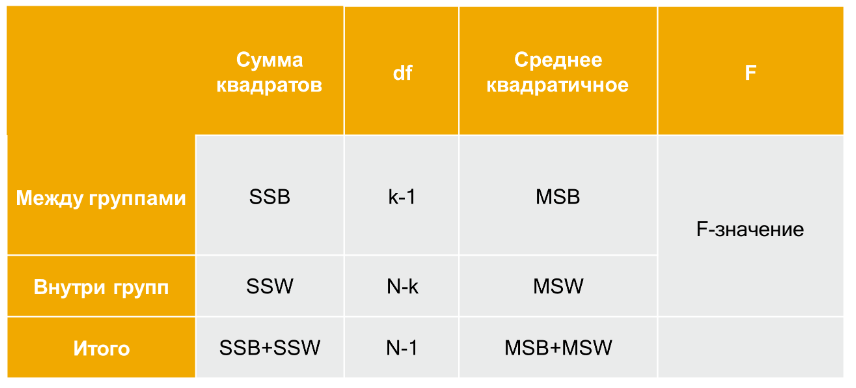 Сумма
квадратов
df
Среднее
квадратичное
F
Между группами
SSB
k-1
MSB
F-значение
Внутри групп
SSW
N-k
MSW
Итого
SSB+SSW
N-1
MSB+MSW